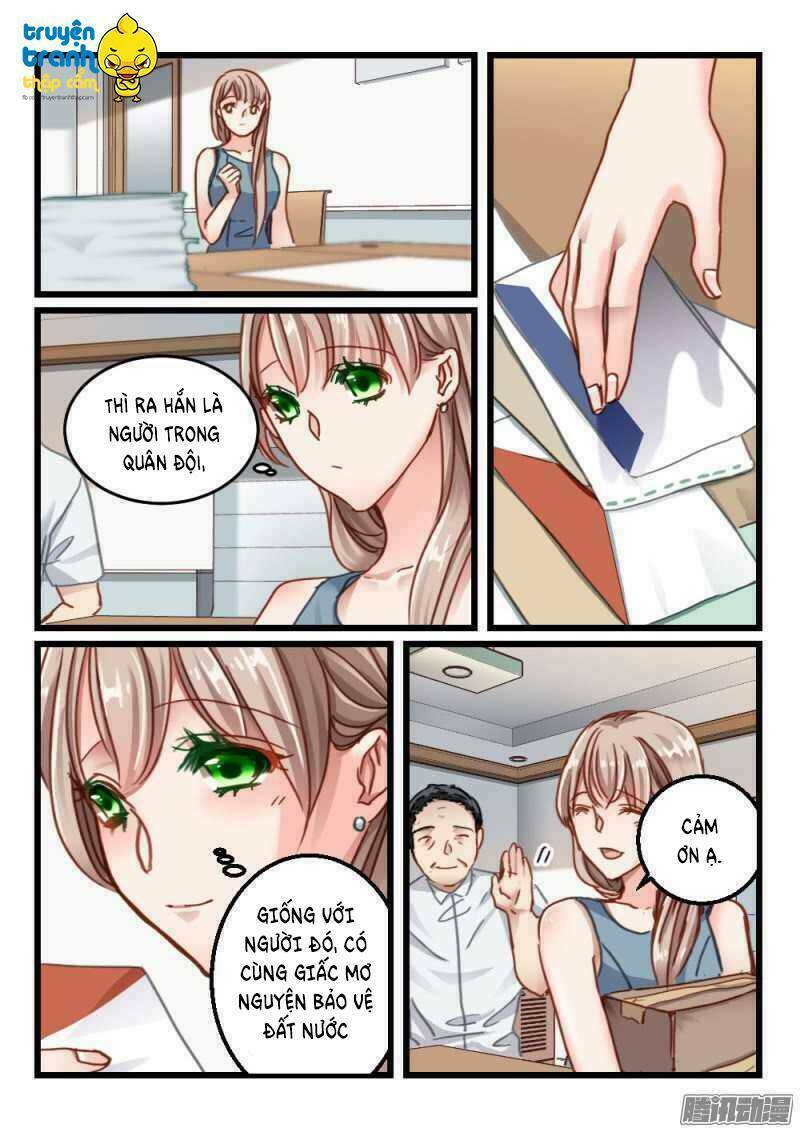 truyện
tranh
thập cẩm
THÌ RA HẮN LÀ
NGƯỜI TRONG
QUÂN ĐỘI,
GIỐNG VỚI
NGƯỜI ĐÓ, CÓ
CÙNG GIẤC MƠ
NGUYỆN BẢO VỆ
ĐẤT NƯỚC
CẢM
ƠN Ạ.
腾讯动漫